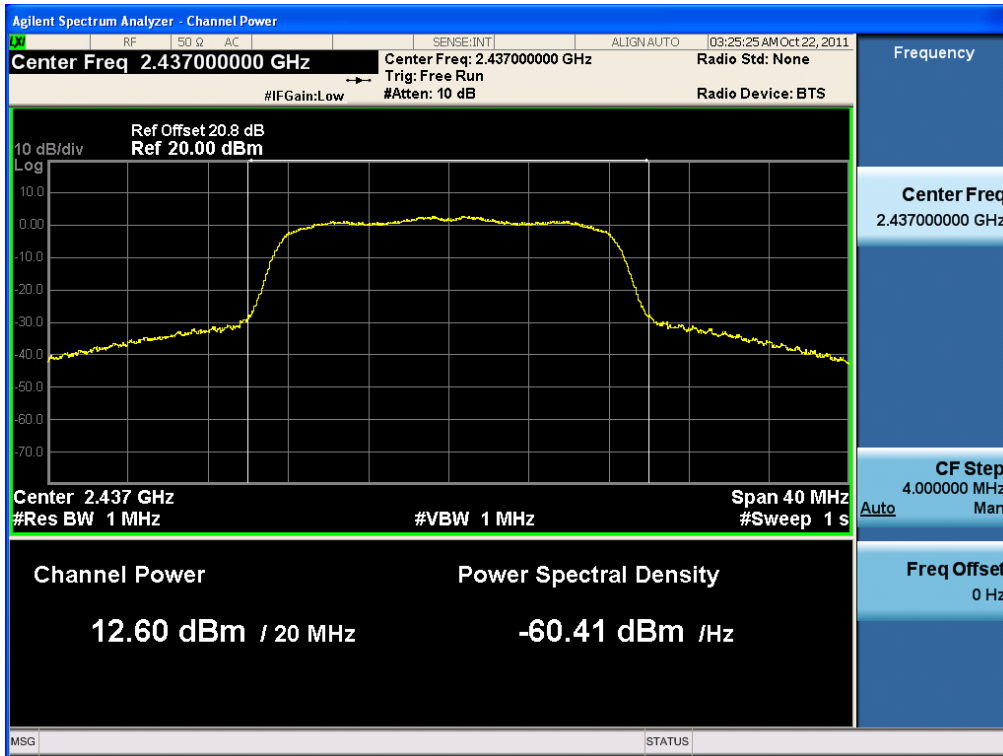 Agilent Spectrum Analyzer - Channel Power
LXI RF 50 Ω AC SENSE:INT ALIGN AUTO 03:25:25 AM Oct 22, 2011
Center Freq 2.437000000 GHz
Center Freq: 2.437000000 GHz
Radio Std: None
Trig: Free Run
#IFGain:Low
#Atten: 10 dB
Radio Device: BTS
Ref Offset 20.8 dB
10 dB/div Ref 20.00 dBm
Log
10.0
0.00
-10.0
-20.0
-30.0
-40.0
-50.0
-60.0
-70.0
Center 2.437 GHz Span 40 MHz
#Res BW 1 MHz #VBW 1 MHz #Sweep 1 s
Channel Power Power Spectral Density
12.60 dBm / 20 MHz -60.41 dBm /Hz
Frequency
Center Freq
2.437000000 GHz
CF Step
4.000000 MHz
Auto Man
Freq Offset
0 Hz
MSG STATUS